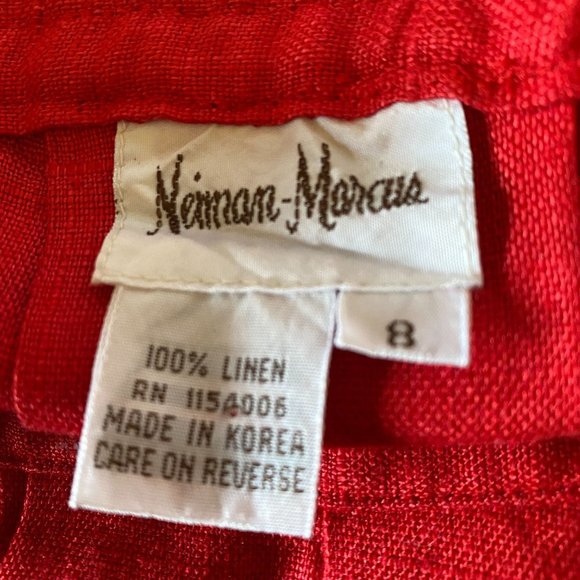 Neiman-Marcus
8
100% LINEN
RN 1154006
MADE IN KOREA
CARE ON REVERSE